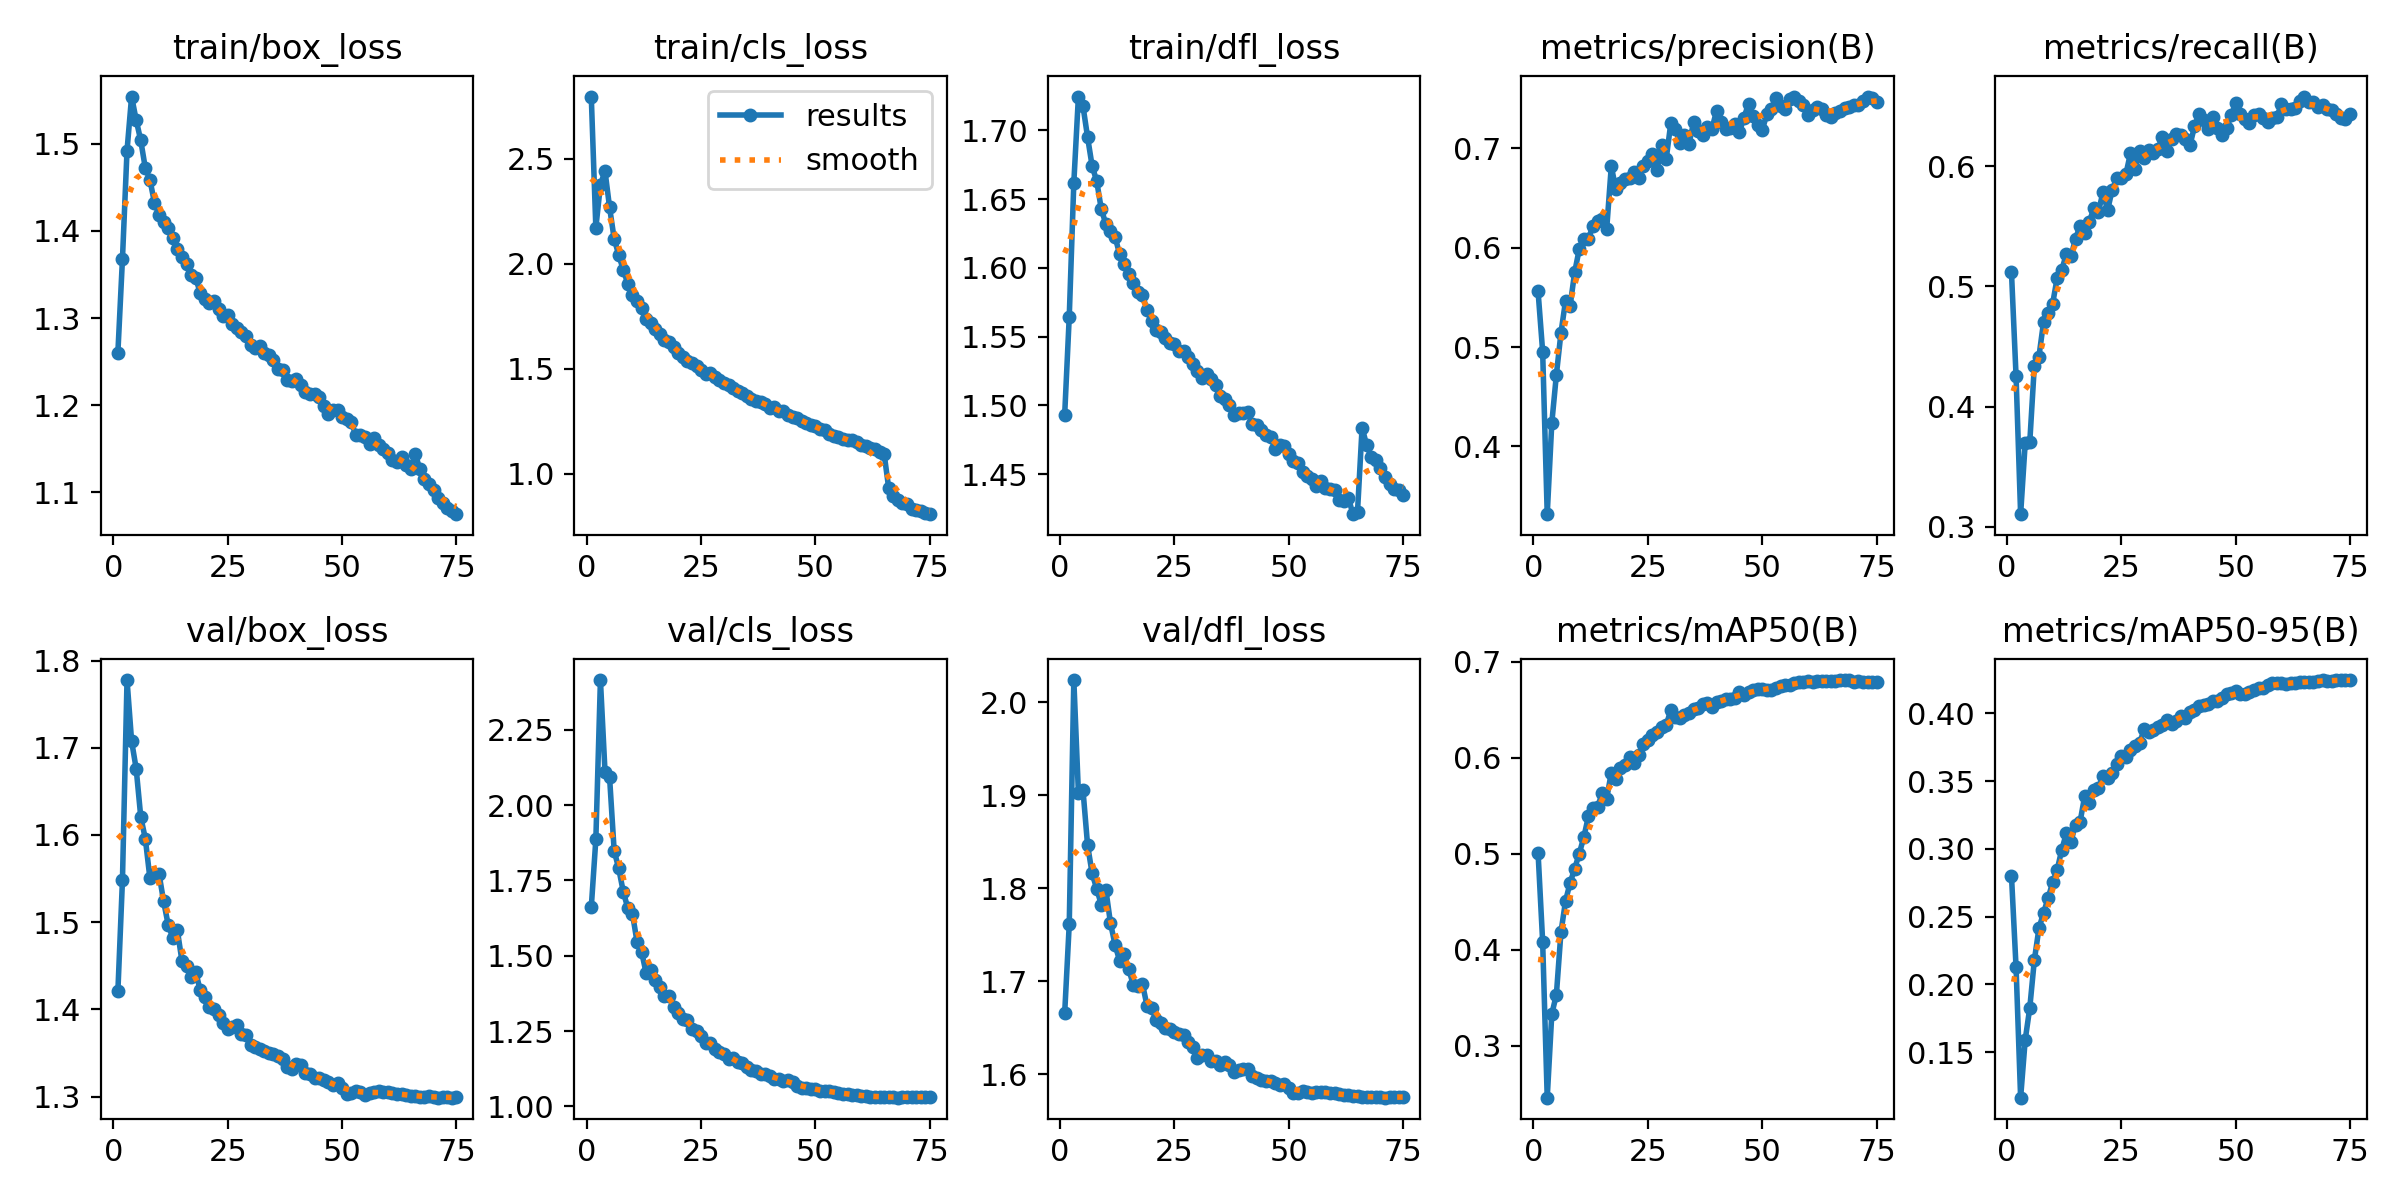 train/box_loss
train/cls_loss
train/dfl_loss
metrics/precision(B)
metrics/recall(B)
1.5
1.4
1.3
1.2
1.1
0 25 50 75
results
smooth
2.5
2.0
1.5
1.0
0 25 50 75
1.70
1.65
1.60
1.55
1.50
1.45
0 25 50 75
0.7
0.6
0.5
0.4
0 25 50 75
0.6
0.5
0.4
0.3
0 25 50 75
val/box_loss
val/cls_loss
val/dfl_loss
metrics/mAP50(B)
metrics/mAP50-95(B)
1.8
1.7
1.6
1.5
1.4
1.3
0 25 50 75
2.25
2.00
1.75
1.50
1.25
1.00
0 25 50 75
2.0
1.9
1.8
1.7
1.6
0 25 50 75
0.7
0.6
0.5
0.4
0.3
0 25 50 75
0.40
0.35
0.30
0.25
0.20
0.15
0 25 50 75